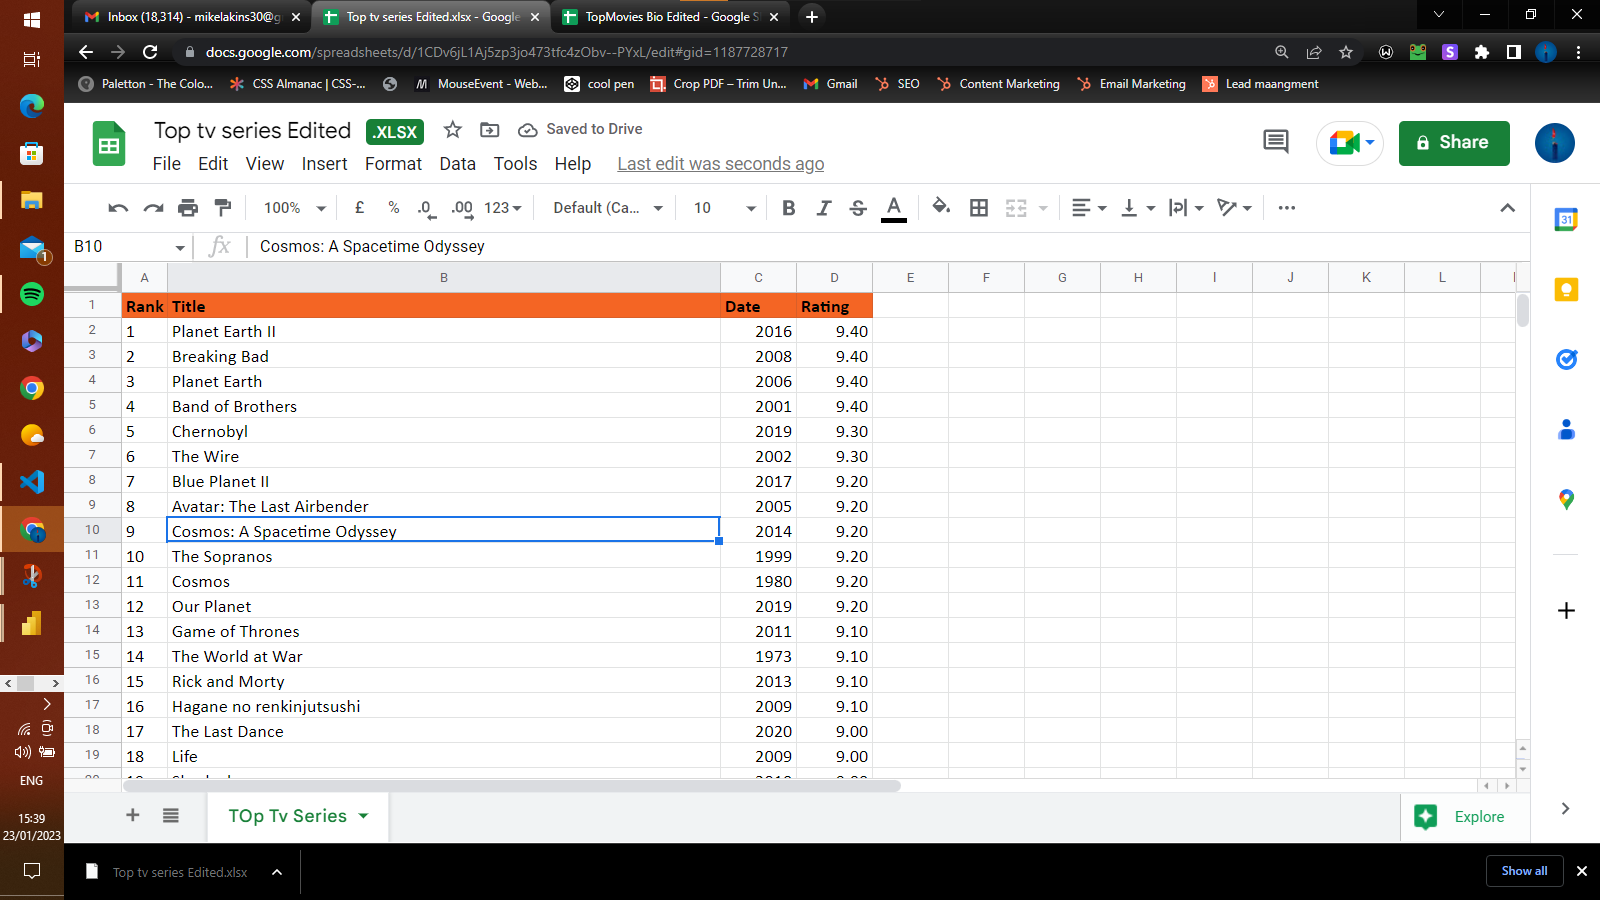 Inbox (18,314) - mikelakins30@g
Top tv series Edited.xlsx - Google
TopMovies Bio Edited - Google S
docs.google.com/spreadsheets/d/1CDv6jL1Aj5zp3jo473tfc4zObv--PYxL/edit#gid=1187728717
Paletton - The Colo... CSS Almanac | CSS-... MouseEvent - Web... cool pen Crop PDF – Trim Un... Gmail SEO Content Marketing Email Marketing Lead maangment
Top tv series Edited .XLSX Saved to Drive
Share
File Edit View Insert Format Data Tools Help Last edit was seconds ago
100% £ % .0 .00 123 Default (Ca... 10 B I S A
B10 fx Cosmos: A Spacetime Odyssey
A B C D E F G H I J K L
1 Rank Title Date Rating
2 1 Planet Earth II 2016 9.40
3 2 Breaking Bad 2008 9.40
4 3 Planet Earth 2006 9.40
5 4 Band of Brothers 2001 9.40
6 5 Chernobyl 2019 9.30
7 6 The Wire 2002 9.30
8 7 Blue Planet II 2017 9.20
9 8 Avatar: The Last Airbender 2005 9.20
10 9 Cosmos: A Spacetime Odyssey 2014 9.20
11 10 The Sopranos 1999 9.20
12 11 Cosmos 1980 9.20
13 12 Our Planet 2019 9.20
14 13 Game of Thrones 2011 9.10
15 14 The World at War 1973 9.10
16 15 Rick and Morty 2013 9.10
17 16 Hagane no renkinjutsushi 2009 9.10
18 17 The Last Dance 2020 9.00
19 18 Life 2009 9.00
TOp Tv Series
Explore
Top tv series Edited.xlsx
Show all
1
31
ENG
15:39
23/01/2023